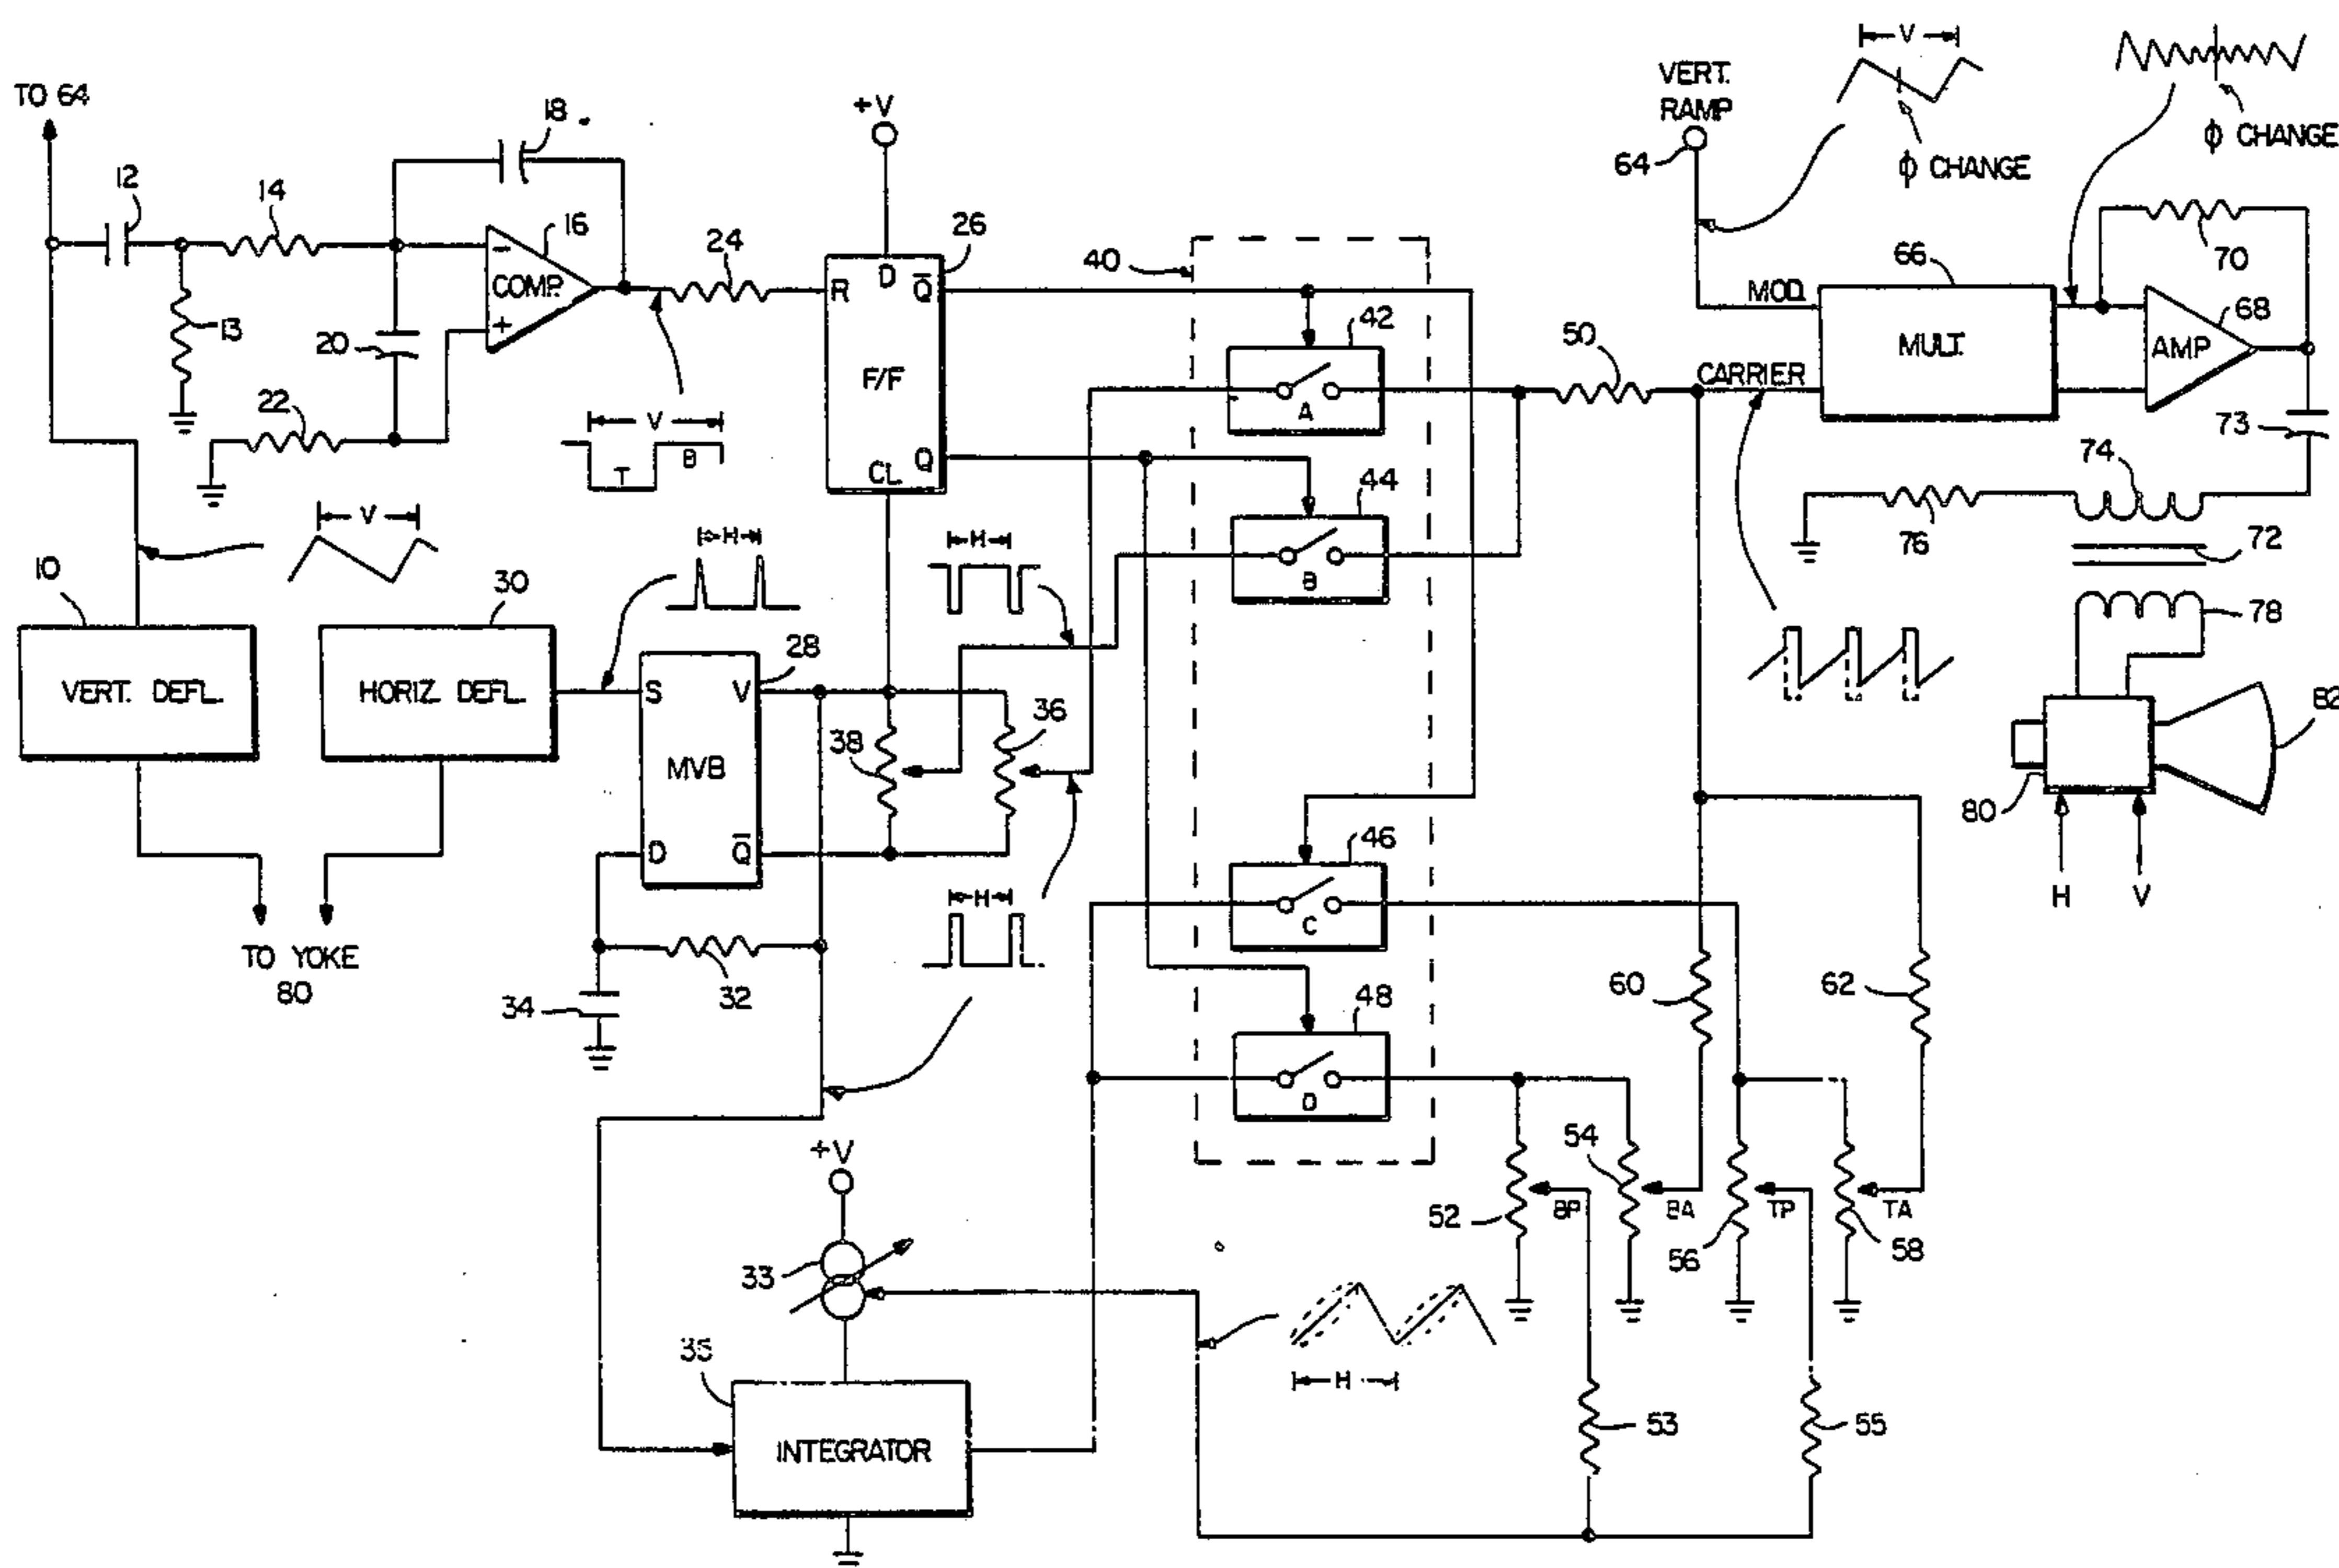 TO 64
12
14
18
+V
VERT.
RAMP
64
V
ϕ CHANGE
ϕ CHANGE
16
24
26
40
66
70
13
COMP.
R
D
Q̄
42
MOD.
68
20
F/F
A
50
CARRIER
MULT.
AMP
22
V
T
B
CL
Q
44
73
74
V
H
H
B
76
72
10
30
28
78
VERT. DEFL.
HORIZ. DEFL.
S
V
MVB
36
38
82
D
Q̄
46
80
H
V
TO YOKE
80
H
C
34
32
48
60
62
D
+V
54
52
BP
BA
TP
TA
56
58
33
35
H
53
55
INTEGRATOR